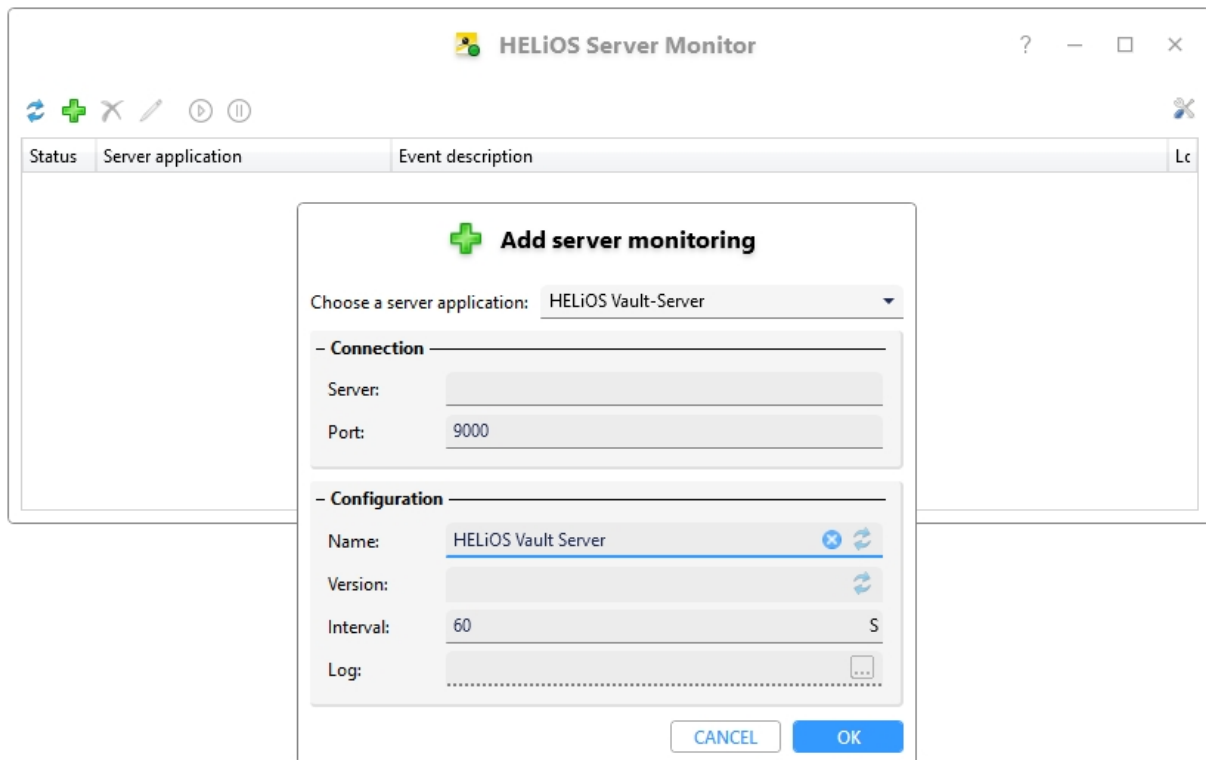 HELiOS Server Monitor
Status Server application Event description Lc
Add server monitoring
Choose a server application: HELiOS Vault-Server
Connection
Server:
Port: 9000
Configuration
Name: HELiOS Vault Server
Version:
Interval: 60 S
Log: ...
CANCEL OK